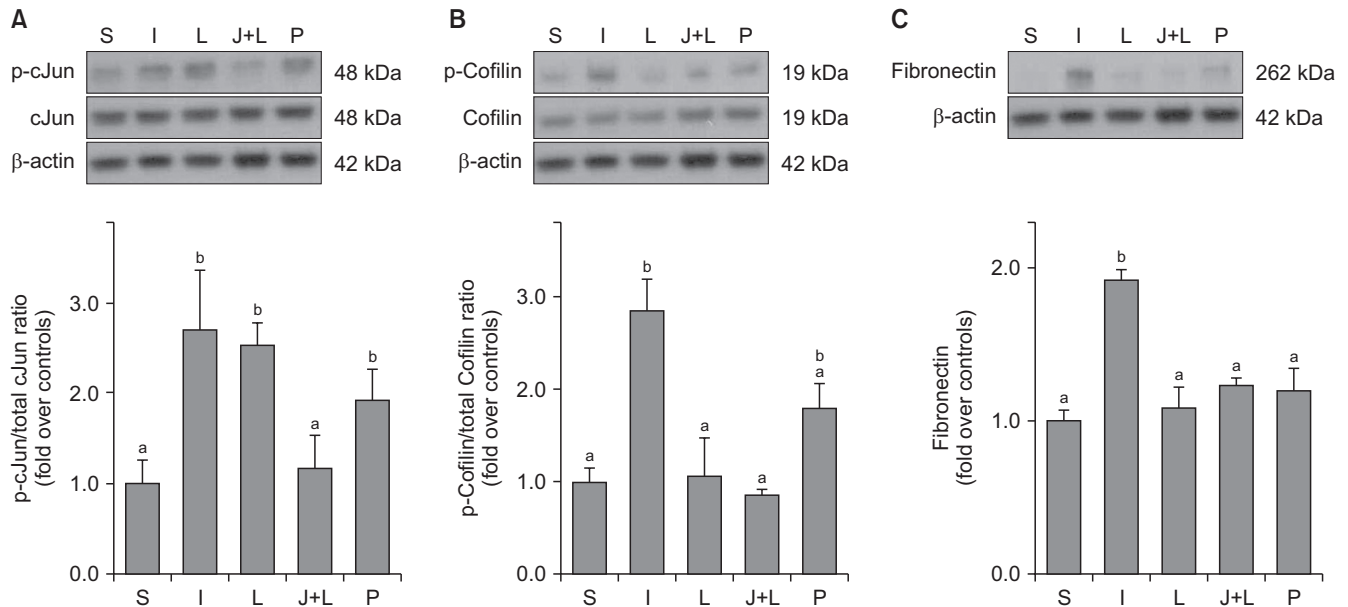 A
S I L J+L P
p-cJun 48 kDa
cJun 48 kDa
β-actin 42 kDa
p-cJun/total cJun ratio
(fold over controls)
3.0
2.0
1.0
0.0
a
b
b
a
b
S I L J+L P
B
S I L J+L P
p-Cofilin 19 kDa
Cofilin 19 kDa
β-actin 42 kDa
p-Cofilin/total Cofilin ratio
(fold over controls)
3.0
2.0
1.0
0.0
a
b
a
a
b
a
S I L J+L P
C
S I L J+L P
Fibronectin 262 kDa
β-actin 42 kDa
Fibronectin
(fold over controls)
2.0
1.0
0.0
a
b
a
a
a
S I L J+L P